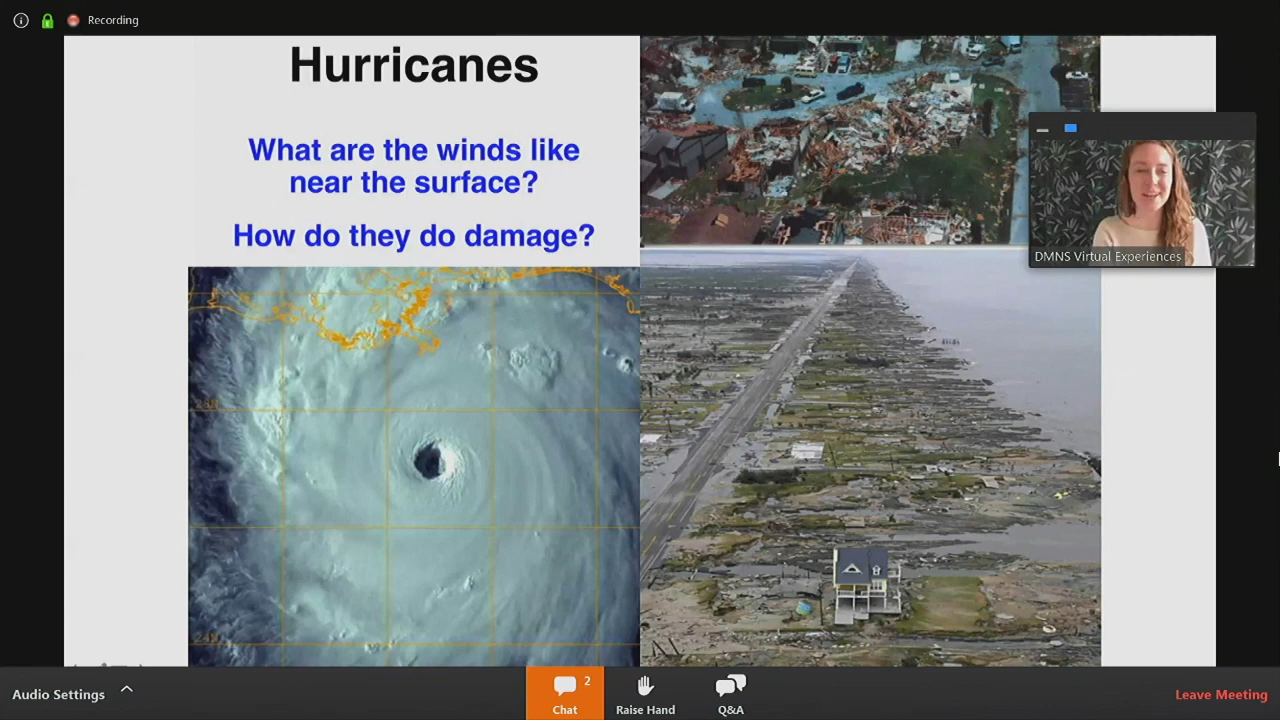 Recording
Hurricanes
What are the winds like
near the surface?
How do they do damage?
DMNS Virtual Experiences
Audio Settings
Chat
2
Raise Hand
Q&A
Leave Meeting